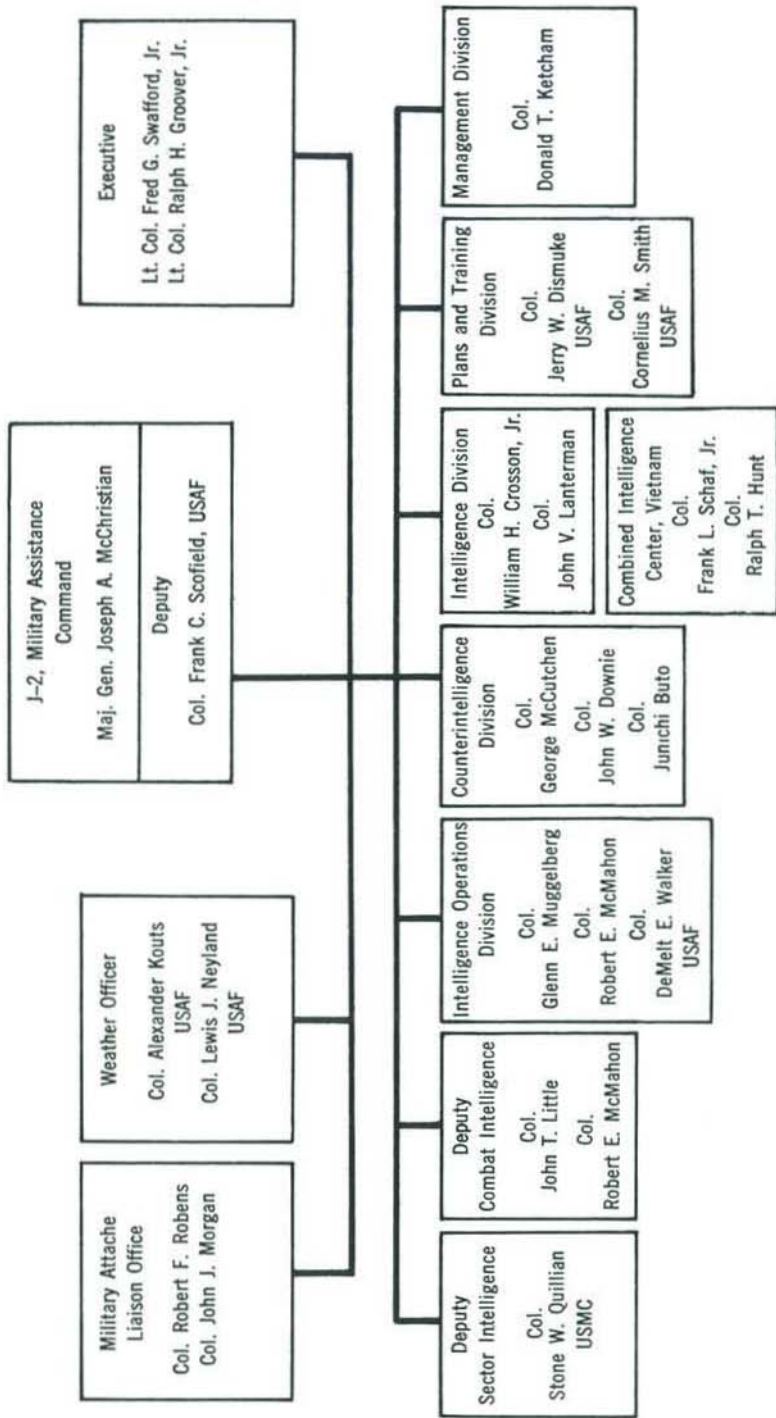 J-2, Military Assistance
Command
Maj. Gen. Joseph A. McChristian
Deputy
Col. Frank C. Scofield, USAF
Military Attache
Liaison Office
Col. Robert F. Robens
Col. John J. Morgan
Weather Officer
Col. Alexander Kouts
USAF
Col. Lewis J. Neyland
USAF
Executive
Lt. Col. Fred G. Swafford, Jr.
Lt. Col. Ralph H. Groover, Jr.
Deputy
Sector Intelligence
Col.
Stone W. Quillian
USMC
Deputy
Combat Intelligence
Col.
John T. Little
Col.
Robert E. McMahon
Intelligence Operations
Division
Col.
Glenn E. Muggelberg
Col.
Robert E. McMahon
Col.
DeMelt E. Walker
USAF
Counterintelligence
Division
Col.
George McCutchen
Col.
John W. Downie
Col.
Junichi Buto
Intelligence Division
Col.
William H. Crosson, Jr.
Col.
John V. Lanterman
Combined Intelligence
Center, Vietnam
Col.
Frank L. Schaf, Jr.
Col.
Ralph T. Hunt
Plans and Training
Division
Col.
Jerry W. Dismuke
USAF
Col.
Cornelius M. Smith
USAF
Management Division
Col.
Donald T. Ketcham